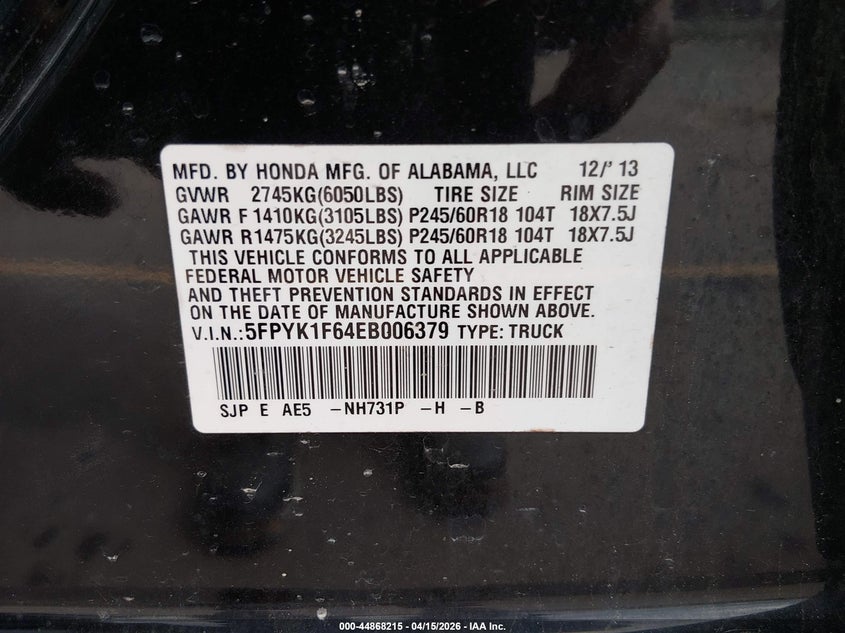 MFD. BY HONDA MFG. OF ALABAMA, LLC 12/' 13
GVWR 2745KG(6050LBS) TIRE SIZE RIM SIZE
GAWR F 1410KG(3105LBS) P245/60R18 104T 18X7.5J
GAWR R1475KG(3245LBS) P245/60R18 104T 18X7.5J
THIS VEHICLE CONFORMS TO ALL APPLICABLE
FEDERAL MOTOR VEHICLE SAFETY
AND THEFT PREVENTION STANDARDS IN EFFECT
ON THE DATE OF MANUFACTURE SHOWN ABOVE.
V.I.N.:5FPYK1F64EB006379 TYPE: TRUCK
SJP E AE5 -NH731P -H -B
000-44868215 - 04/15/2026 - IAA Inc.